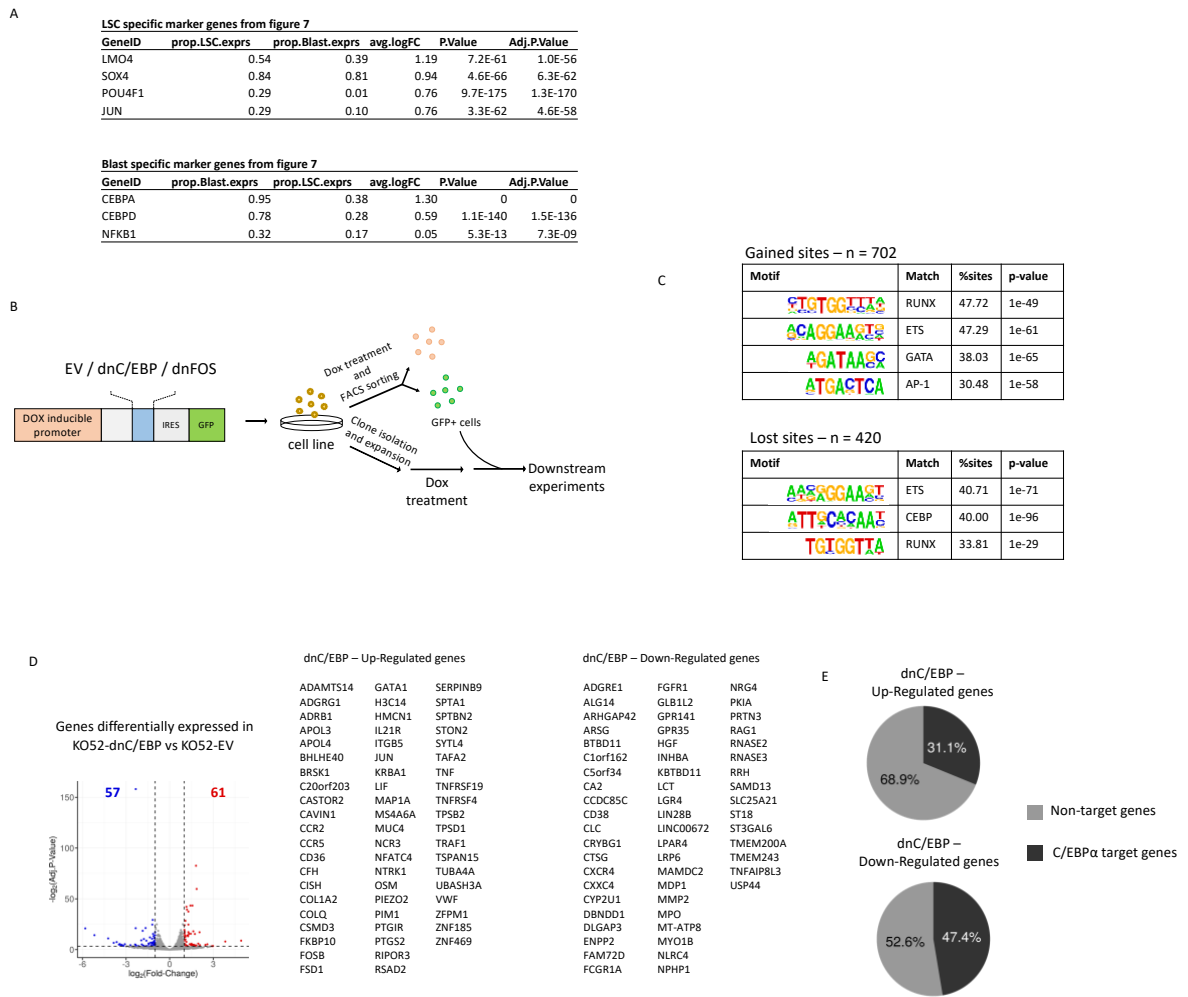 A
LSC specific marker genes from figure 7
GeneID prop.LSC.exprs prop.Blast.exprs avg.logFC P.Value Adj.P.Value
LMO4 0.54 0.39 1.19 7.2E-61 1.0E-56
SOX4 0.84 0.81 0.94 4.6E-66 6.3E-62
POU4F1 0.29 0.01 0.76 9.7E-175 1.3E-170
JUN 0.29 0.10 0.76 3.3E-62 4.6E-58
Blast specific marker genes from figure 7
GeneID prop.Blast.exprs prop.LSC.exprs avg.logFC P.Value Adj.P.Value
CEBPA 0.95 0.38 1.30 0 0
CEBPD 0.78 0.28 0.59 1.1E-140 1.5E-136
NFKB1 0.32 0.17 0.05 5.3E-13 7.3E-09
B
EV / dnC/EBP / dnFOS
DOX inducible
promoter
IRES
GFP
cell line
Dox treatment
and
FACS sorting
GFP+ cells
Clone isolation
and expansion
Dox
treatment
Downstream
experiments
C
Gained sites – n = 702
Motif Match %sites p-value
RUNX 47.72 1e-49
ETS 47.29 1e-61
AGATAAGC GATA 38.03 1e-65
ATGACTCA AP-1 30.48 1e-58
Lost sites – n = 420
Motif Match %sites p-value
ETS 40.71 1e-71
CEBP 40.00 1e-96
TGTGGTTA RUNX 33.81 1e-29
D
Genes differentially expressed in
KO52-dnC/EBP vs KO52-EV
57 61
-log2(Adj.P-Value)
150
100
50
0
-6 -3 0 3
log2(Fold-Change)
dnC/EBP – Up-Regulated genes
ADAMTS14 GATA1 SERPINB9
ADGRG1 H3C14 SPTA1
ADRB1 HMCN1 SPTBN2
APOL3 IL21R STON2
APOL4 ITGB5 SYTL4
BHLHE40 JUN TAFA2
BRSK1 KRBA1 TNF
C20orf203 LIF TNFRSF19
CASTOR2 MAP1A TNFRSF4
CAVIN1 MS4A6A TPSB2
CCR2 MUC4 TPSD1
CCR5 NCR3 TRAF1
CD36 NFATC4 TSPAN15
CFH NTRK1 TUBA4A
CISH OSM UBASH3A
COL1A2 PIEZO2 VWF
COLQ PIM1 ZFPM1
CSMD3 PTGIR ZNF185
FKBP10 PTGS2 ZNF469
FOSB RIPOR3
FSD1 RSAD2
dnC/EBP – Down-Regulated genes
ADGRE1 FGFR1 NRG4
ALG14 GLB1L2 PKIA
ARHGAP42 GPR141 PRTN3
ARSG GPR35 RAG1
BTBD11 HGF RNASE2
C1orf162 INHBA RNASE3
C5orf34 KBTBD11 RRH
CA2 LCT SAMD13
CCDC85C LGR4 SLC25A21
CD38 LIN28B ST18
CLC LINC00672 ST3GAL6
CRYBG1 LPAR4 TMEM200A
CTSG LRP6 TMEM243
CXCR4 MAMDC2 TNFAIP8L3
CXXC4 MDP1 USP44
CYP2U1 MMP2
DBNDD1 MPO
DLGAP3 MT-ATP8
ENPP2 MYO1B
FAM72D NLRC4
FCGR1A NPHP1
E
dnC/EBP –
Up-Regulated genes
31.1%
68.9%
Non-target genes
C/EBPα target genes
dnC/EBP –
Down-Regulated genes
52.6% 47.4%